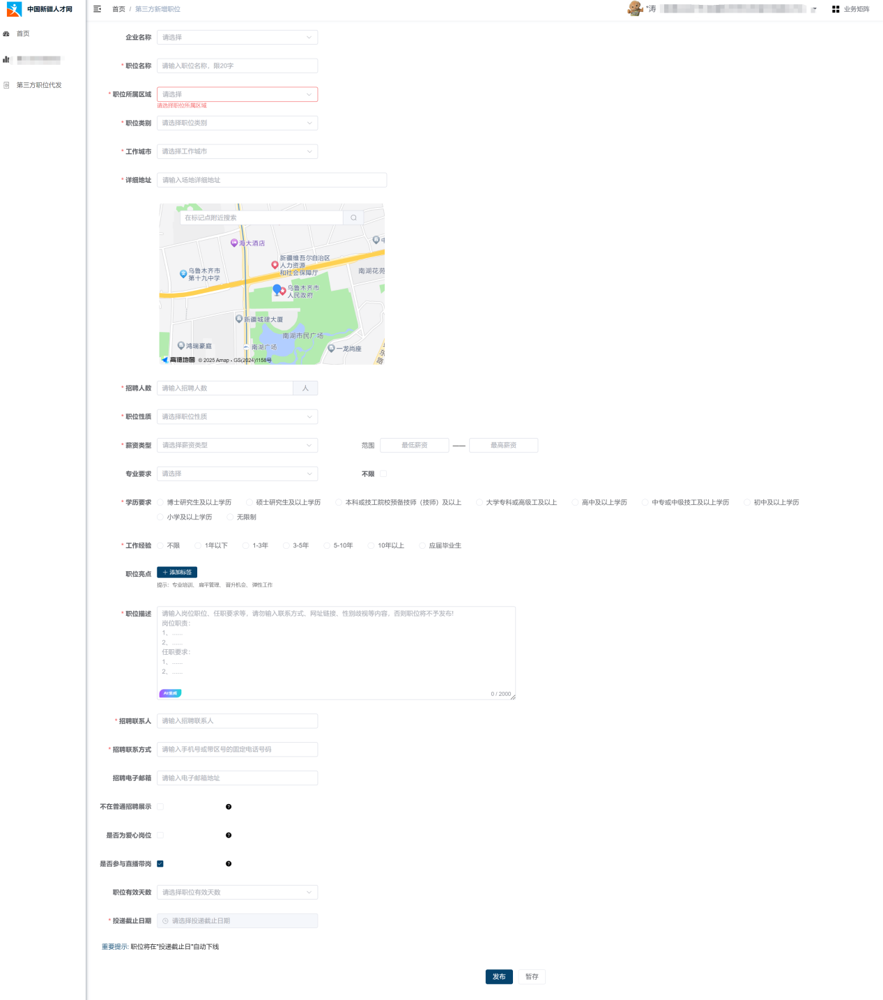 中国新疆人才网
首页 / 第三方新增职位
*涛
业务矩阵
首页
第三方职位代发
企业名称 请选择
* 职位名称 请输入职位名称，限20字
* 职位所属区域 请选择
请选择职位所属区域
* 职位类别 请选择职位类别
* 工作城市 请选择工作城市
* 详细地址 请输入场地详细地址
在标记点附近搜索
海大酒店
新疆维吾尔自治区
人力资源
和社会保障厅
乌鲁木齐市
第十九中学
南湖花苑
乌鲁木齐市
人民政府
新疆城建大厦
南湖市民广场
鸿瑞豪庭
南湖广场
一龙尚座
高德地图 © 2025 Amap - GS(2024)1158号
* 招聘人数 请输入招聘人数 人
* 职位性质 请选择职位性质
* 薪资类型 请选择薪资类型 范围 最低薪资 —— 最高薪资
专业要求 请选择 不限
* 学历要求 博士研究生及以上学历 硕士研究生及以上学历 本科或技工院校预备技师（技师）及以上 大学专科或高级工及以上 高中及以上学历 中专或中级技工及以上学历 初中及以上学历
小学及以上学历 无限制
* 工作经验 不限 1年以下 1-3年 3-5年 5-10年 10年以上 应届毕业生
职位亮点 + 添加标签
提示：专业培训、 扁平管理、 晋升机会、 弹性工作
* 职位描述 请输入岗位职位、任职要求等，请勿输入联系方式、网址链接、性别歧视等内容，否则职位将不予发布!
岗位职责：
1、......
2、......
任职要求：
1、......
2、......
AI生成
0 / 2000
* 招聘联系人 请输入招聘联系人
* 招聘联系方式 请输入手机号或带区号的固定电话号码
招聘电子邮箱 请输入电子邮箱地址
不在普通招聘展示
是否为爱心岗位
是否参与直播带岗
职位有效天数 请选择职位有效天数
* 投递截止日期 请选择投递截止日期
重要提示: 职位将在"投递截止日"自动下线
发布 暂存